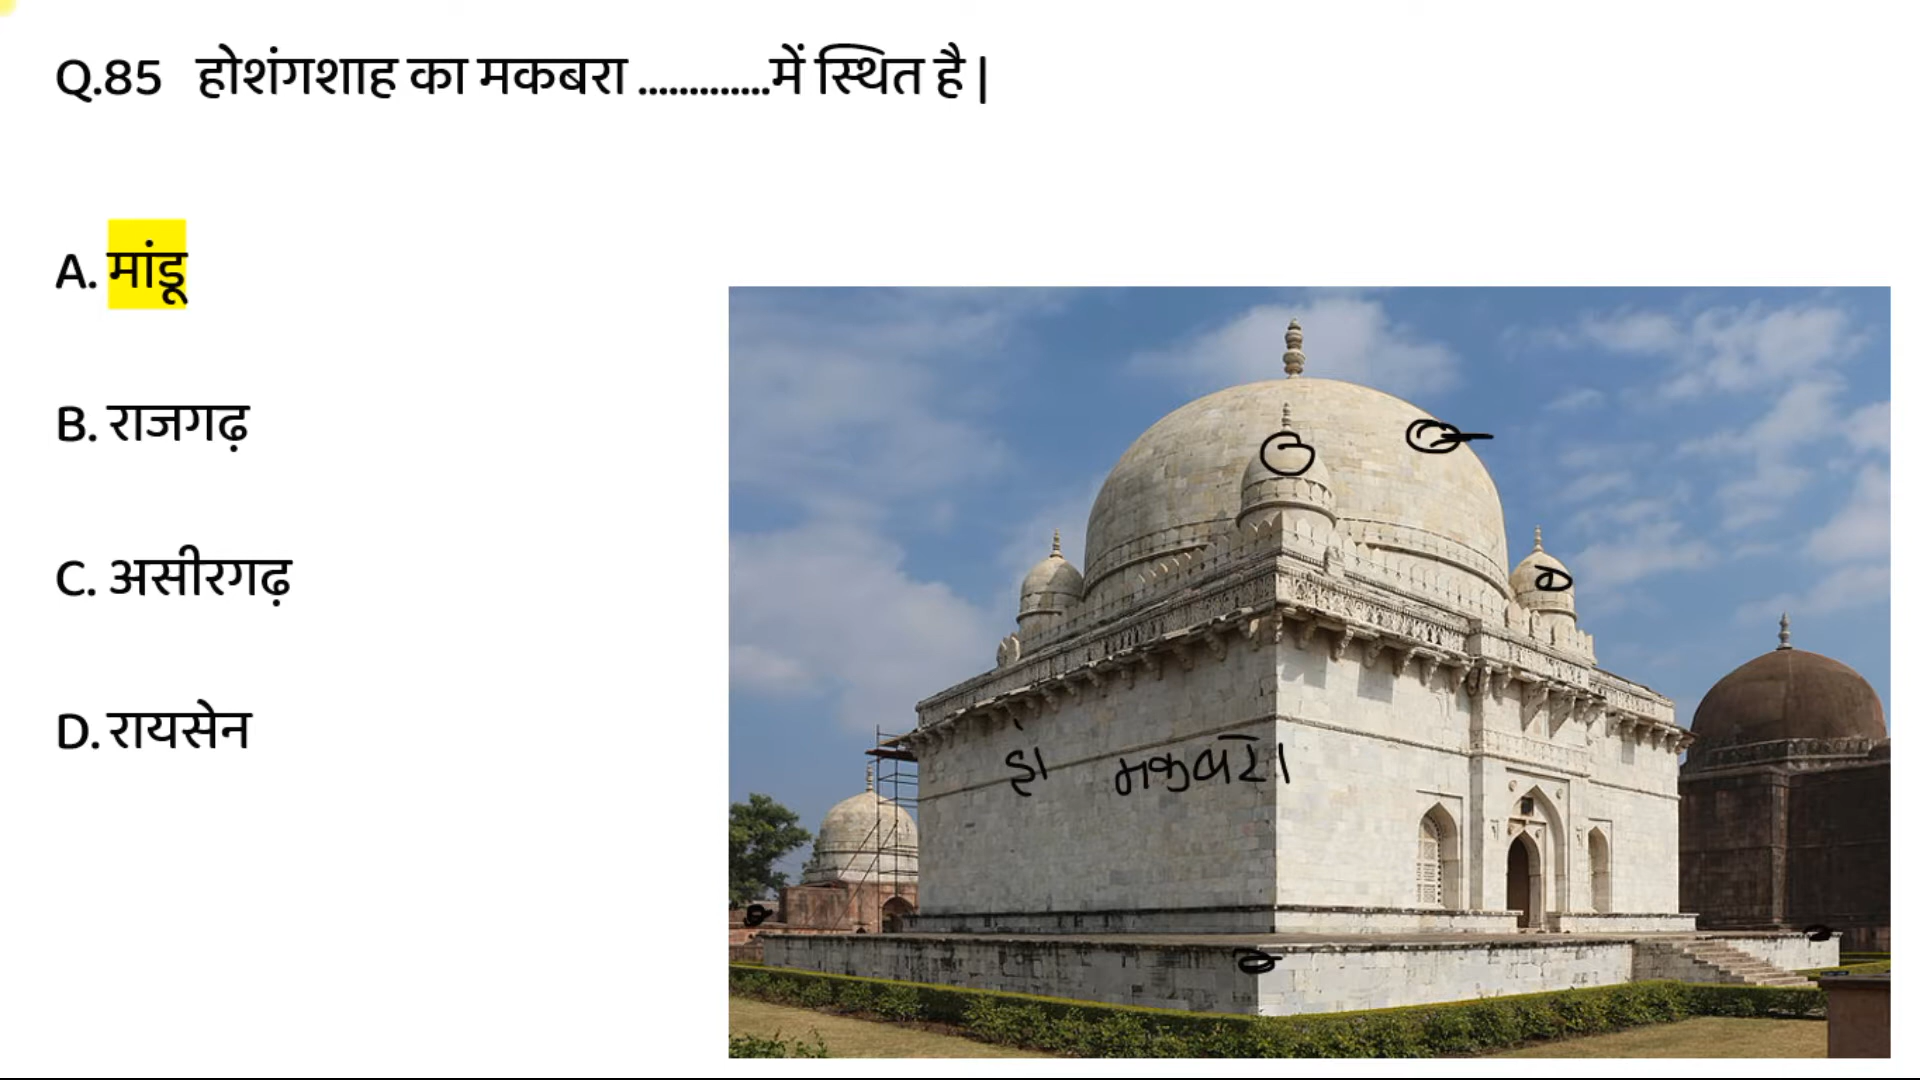 Q.85 होशंगशाह का मकबरा .............में स्थित है |
A. मांडू
B. राजगढ़
C. असीरगढ़
D. रायसेन
मकबरा